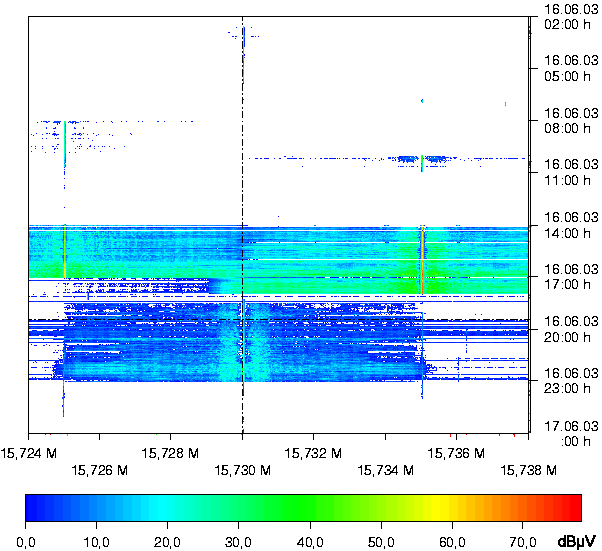 16.06.03
02:00 h
16.06.03
05:00 h
16.06.03
08:00 h
16.06.03
11:00 h
16.06.03
14:00 h
16.06.03
17:00 h
16.06.03
20:00 h
16.06.03
23:00 h
17.06.03
:00 h
15,724 M
15,728 M
15,732 M
15,736 M
15,726 M
15,730 M
15,734 M
15,738 M
0,0
10,0
20,0
30,0
40,0
50,0
60,0
70,0
dBµV